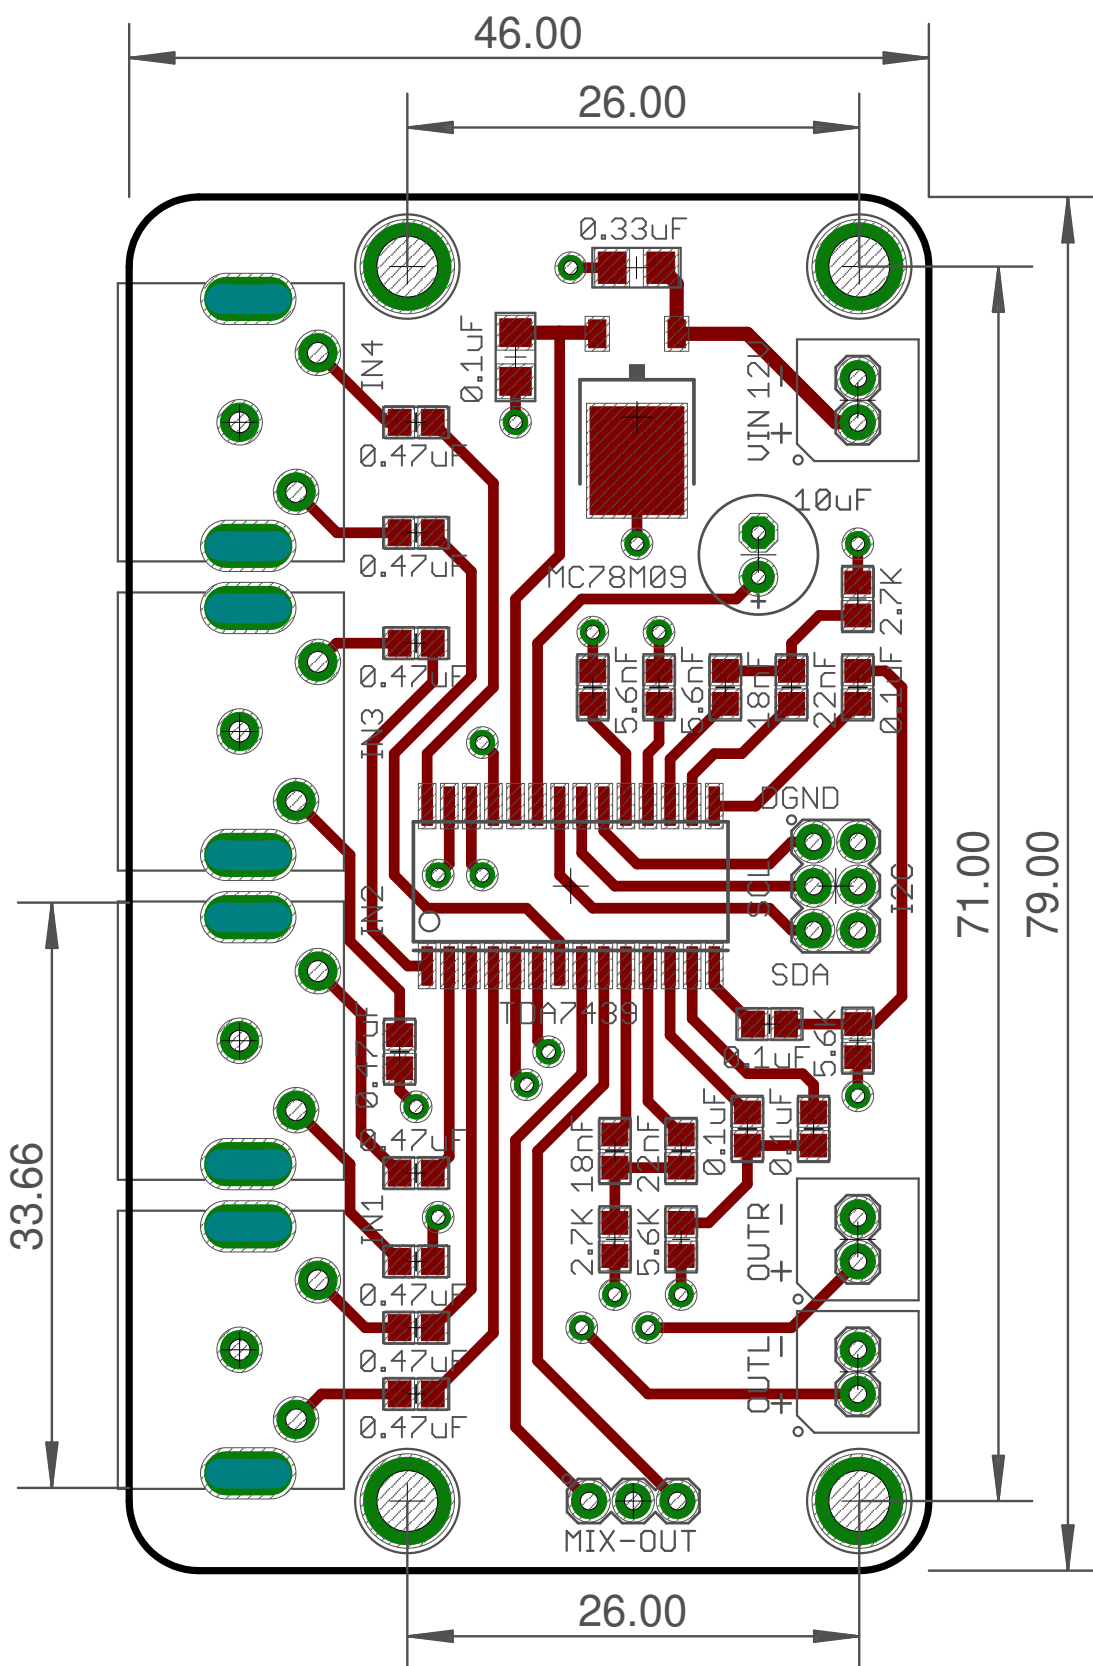 46.00
26.00
0.33uF
0.1uF
IN4
VIN 12V
-
+
0.47uF
10uF
0.47uF
MC78M09
+
2.7K
0.47uF
5.6nF
5.6nF
18nF
22nF
0.1uF
IN3
DGND
SCL
I2C
IN2
SDA
71.00
79.00
TDA7439
0.47uF
0.1uF
5.6K
0.47uF
18nF
22nF
0.1uF
0.1uF
33.66
IN1
2.7K
5.6K
OUTR
-
+
0.47uF
0.47uF
OUTL
-
+
0.47uF
MIX-OUT
26.00